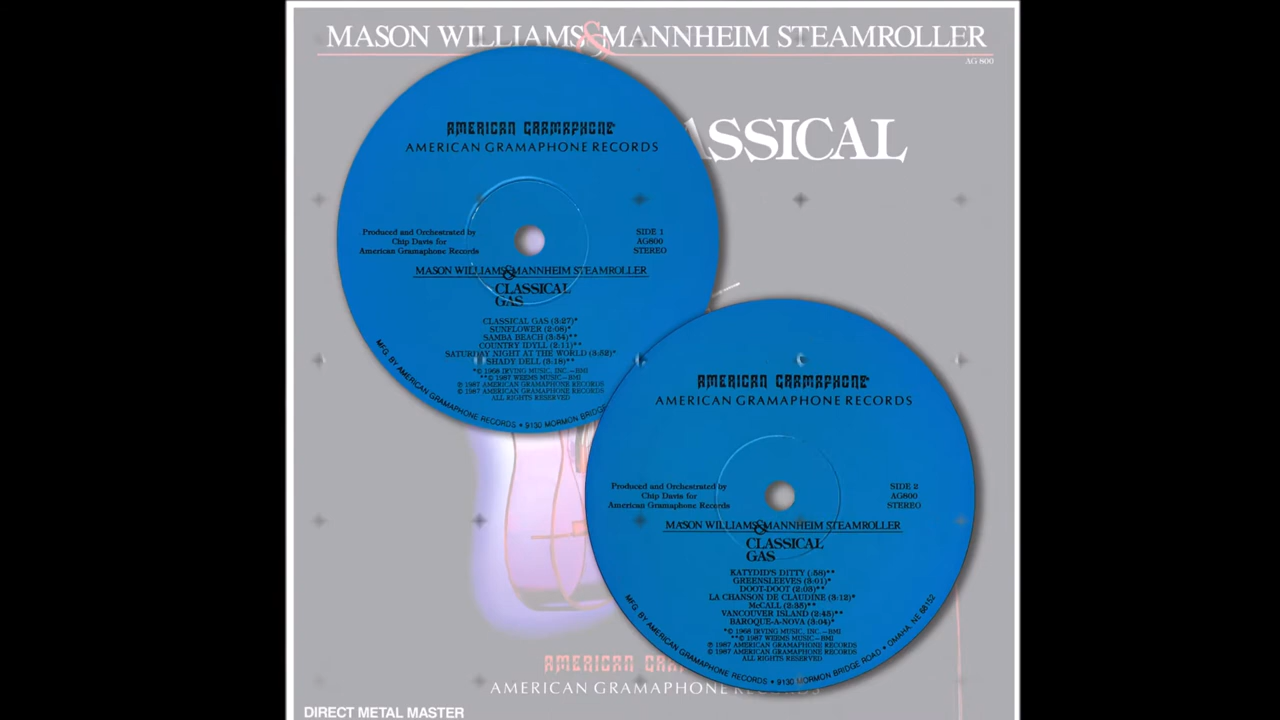 MASON WILLIAMS & MANNHEIM STEAMROLLER
AG 800
ASSICAL
AMERICAN GRAMAPHONE
AMERICAN GRAMAPHONE RECORDS
Produced and Orchestrated by
Chip Davis for
American Gramaphone Records
SIDE 1
AG800
STEREO
MASON WILLIAMS & MANNHEIM STEAMROLLER
CLASSICAL
GAS
CLASSICAL GAS (3:27)*
SUNFLOWER (2:08)*
SAMBA BEACH (3:54)**
COUNTRY IDYLL (2:11)**
SATURDAY NIGHT AT THE WORLD (3:52)*
SHADY DELL (5:18)**
*© 1968 IRVING MUSIC, INC.—BMI
**© 1987 WEEMS MUSIC—BMI
℗ 1987 AMERICAN GRAMAPHONE RECORDS
© 1987 AMERICAN GRAMAPHONE RECORDS
ALL RIGHTS RESERVED
MFG. BY AMERICAN GRAMAPHONE RECORDS • 9130 MORMON BRIDGE
AMERICAN GRAMAPHONE
AMERICAN GRAMAPHONE RECORDS
Produced and Orchestrated by
Chip Davis for
American Gramaphone Records
SIDE 2
AG800
STEREO
MASON WILLIAMS & MANNHEIM STEAMROLLER
CLASSICAL
GAS
KATYDID'S DITTY (:58)**
GREENSLEEVES (3:01)*
DOOT-DOOT (2:03)**
LA CHANSON DE CLAUDINE (3:12)*
McCALL (3:35)**
VANCOUVER ISLAND (2:43)**
BAROQUE-A-NOVA (3:04)*
*© 1968 IRVING MUSIC, INC.—BMI
**© 1987 WEEMS MUSIC—BMI
℗ 1987 AMERICAN GRAMAPHONE RECORDS
© 1987 AMERICAN GRAMAPHONE RECORDS
ALL RIGHTS RESERVED
MFG. BY AMERICAN GRAMAPHONE RECORDS • 9130 MORMON BRIDGE ROAD • OMAHA, NE 68152
AMERICAN GRA
AMERICAN GRAMAPHONE RE
DIRECT METAL MASTER